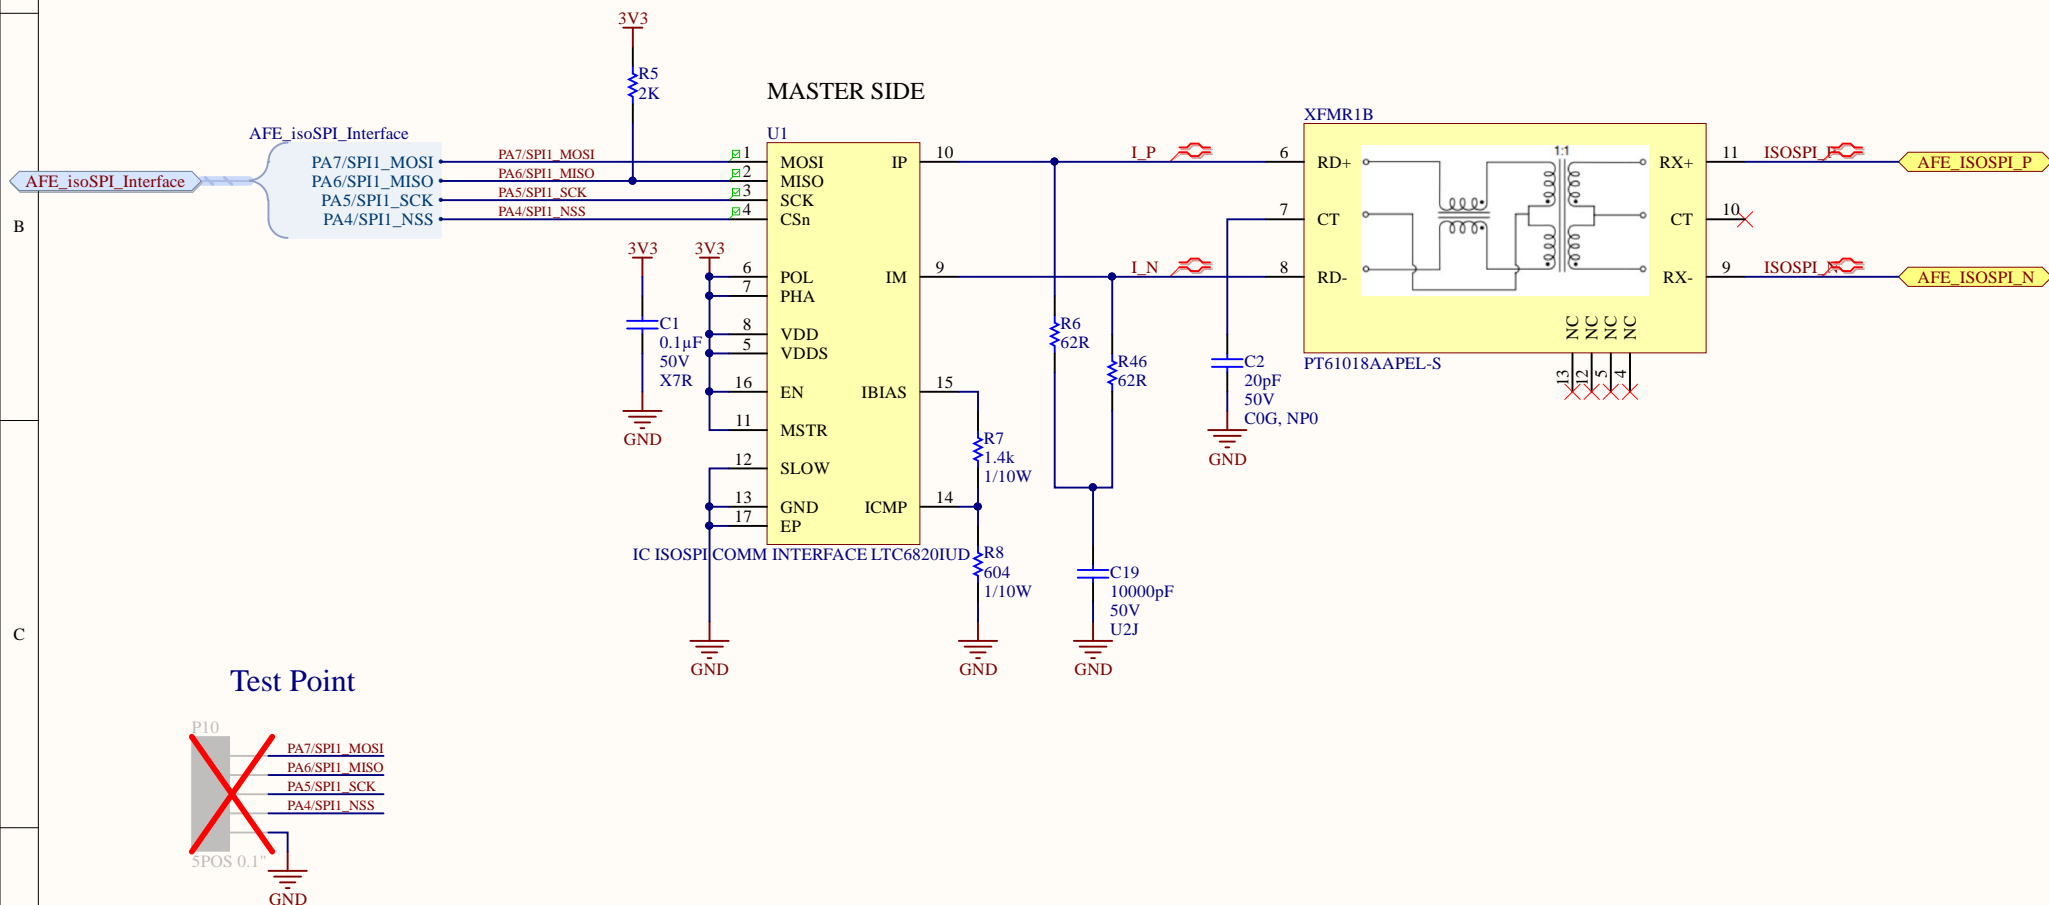 3V3
R5
2K
MASTER SIDE
AFE_isoSPI_Interface
AFE_isoSPI_Interface
PA7/SPI1_MOSI
PA6/SPI1_MISO
PA5/SPI1_SCK
PA4/SPI1_NSS
PA7/SPI1_MOSI
PA6/SPI1_MISO
PA5/SPI1_SCK
PA4/SPI1_NSS
U1
1 MOSI
2 MISO
3 SCK
4 CSn
6 POL
7 PHA
8 VDD
5 VDDS
16 EN
11 MSTR
12 SLOW
13 GND
17 EP
IP 10
IM 9
IBIAS 15
ICMP 14
IC ISOSPI COMM INTERFACE LTC6820IUD
3V3
C1
0.1µF
50V
X7R
GND
3V3
GND
R7
1.4k
1/10W
R8
604
1/10W
GND
I_P
I_N
R6
62R
R46
62R
C19
10000pF
50V
U2J
GND
C2
20pF
50V
C0G, NP0
GND
XFMR1B
6 RD+
7 CT
8 RD-
1:1
RX+ 11
CT 10
RX- 9
NC NC NC NC
13 12 5 4
PT61018AAPEL-S
AFE_ISOSPI_P
AFE_ISOSPI_N
B
C
Test Point
P10
PA7/SPI1_MOSI
PA6/SPI1_MISO
PA5/SPI1_SCK
PA4/SPI1_NSS
5POS 0.1"
GND